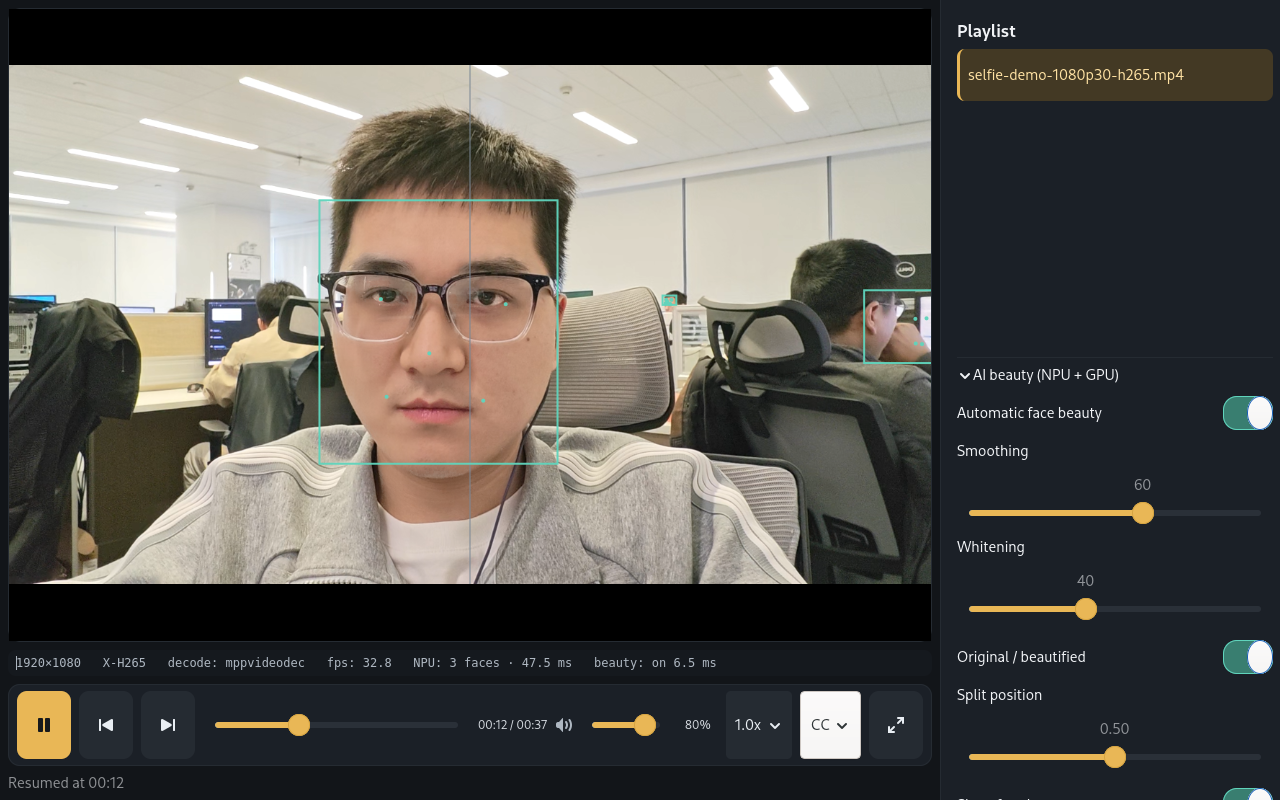 Playlist
selfie-demo-1080p30-h265.mp4
AI beauty (NPU + GPU)
Automatic face beauty
Smoothing
60
Whitening
40
Original / beautified
Split position
0.50
1920×1080 X-H265 decode: mppvideodec fps: 32.8 NPU: 3 faces · 47.5 ms beauty: on 6.5 ms
00:12 / 00:37 80% 1.0x CC
Resumed at 00:12